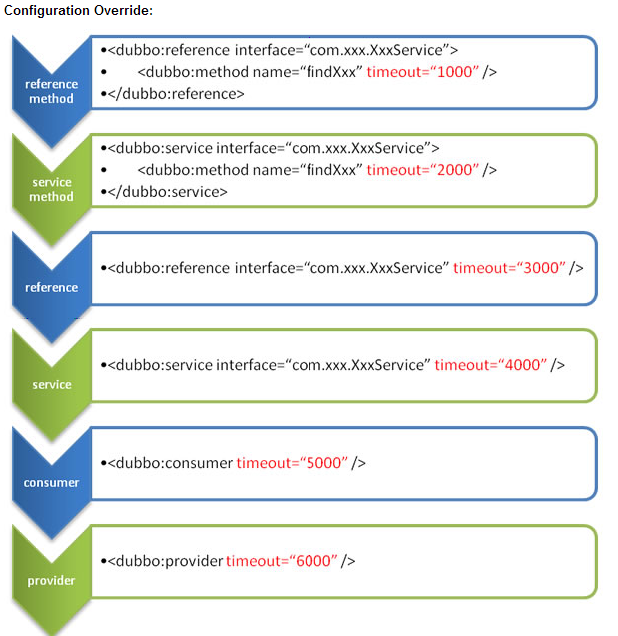 Configuration Override:
reference
method
•<dubbo:reference interface=“com.xxx.XxxService”>
• <dubbo:method name=“findXxx” timeout=“1000” />
•</dubbo:reference>
service
method
•<dubbo:service interface=“com.xxx.XxxService”>
• <dubbo:method name=“findXxx” timeout=“2000” />
•</dubbo:service>
reference
•<dubbo:reference interface=“com.xxx.XxxService” timeout=“3000” />
service
•<dubbo:service interface=“com.xxx.XxxService” timeout=“4000” />
consumer
•<dubbo:consumer timeout=“5000” />
provider
•<dubbo:provider timeout=“6000” />